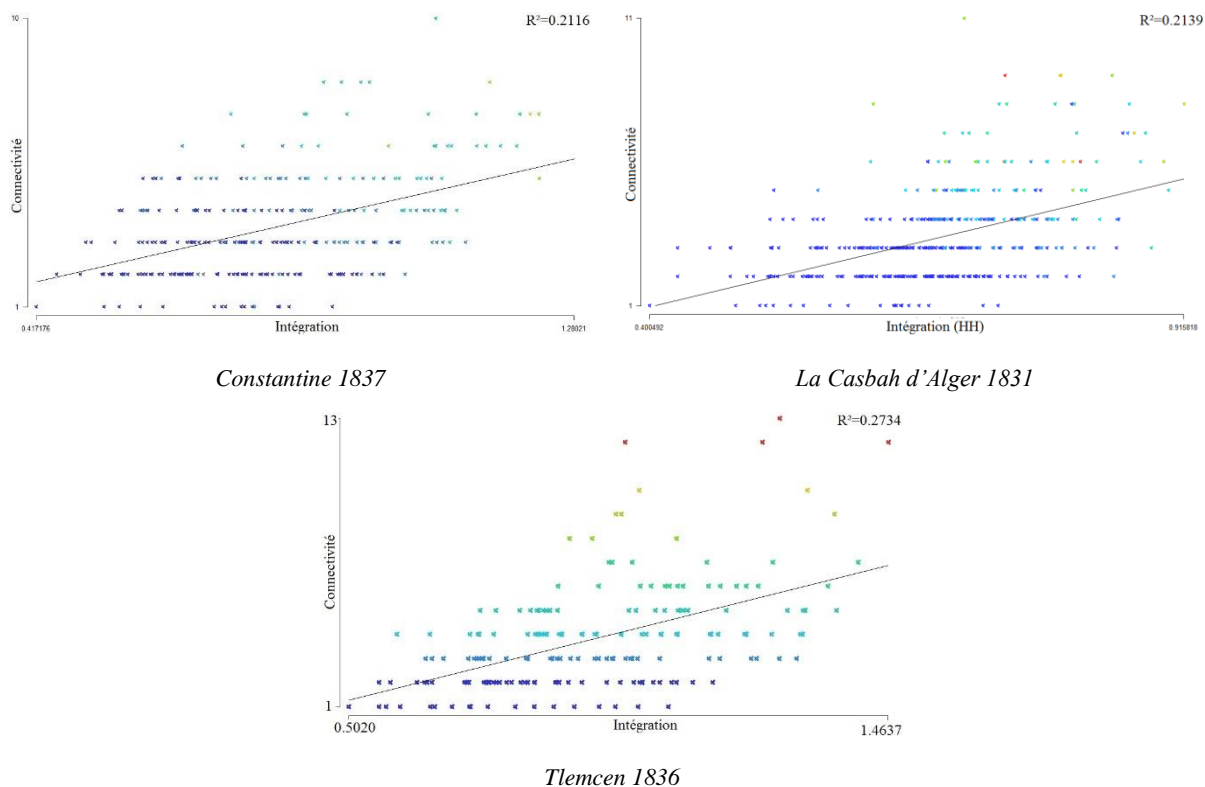 10
R²=0.2116
Connectivité
1
0.417176
Intégration
1.28021
Constantine 1837
11
R²=0.2139
Connectivité
1
0.400492
Intégration (HH)
0.915818
La Casbah d’Alger 1831
13
R²=0.2734
Connectivité
1
0.5020
Intégration
1.4637
Tlemcen 1836